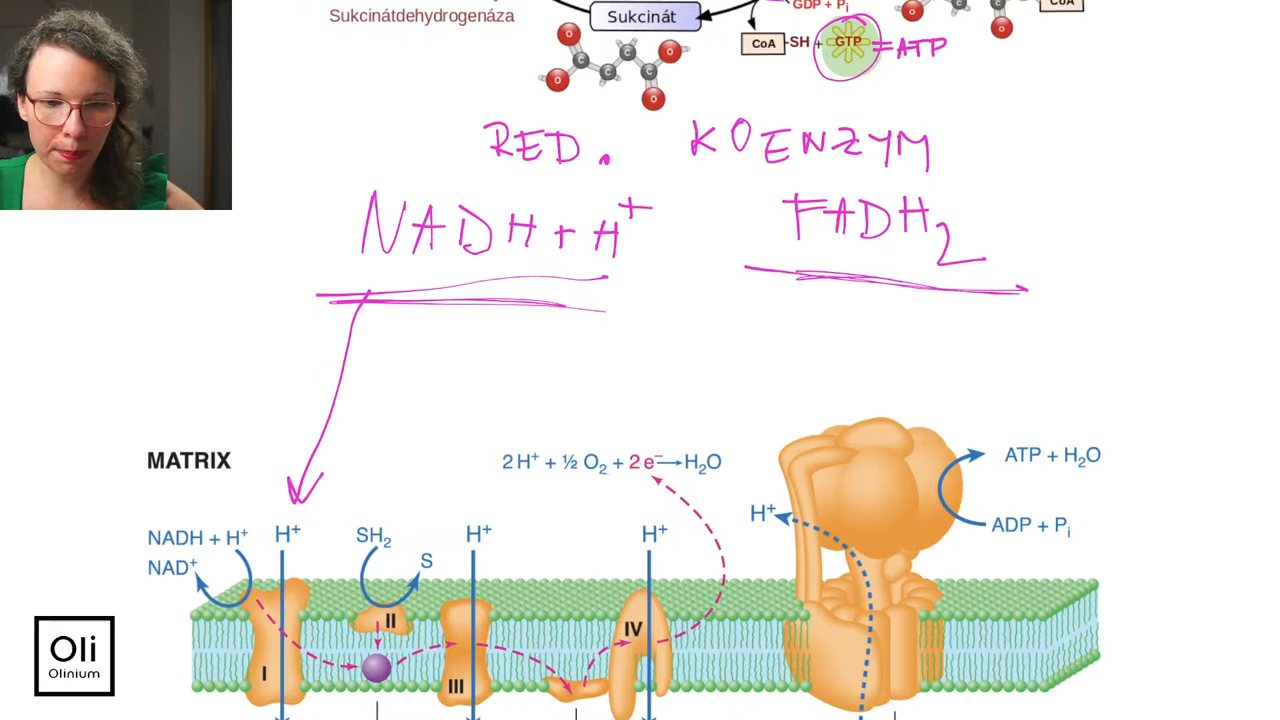 Sukcinátdehydrogenáza
Sukcinát
GDP + Pi
CoA
CoA -SH + GTP = ATP
O C C C C O O O
O C C O
RED. KOENZYM
NADH + H⁺ FADH₂
MATRIX
2 H⁺ + ½ O₂ + 2 e⁻ → H₂O
ATP + H₂O
H⁺
ADP + Pᵢ
NADH + H⁺ H⁺ SH₂ H⁺ H⁺
NAD⁺ S
II
IV
I III
Oli
Olinium